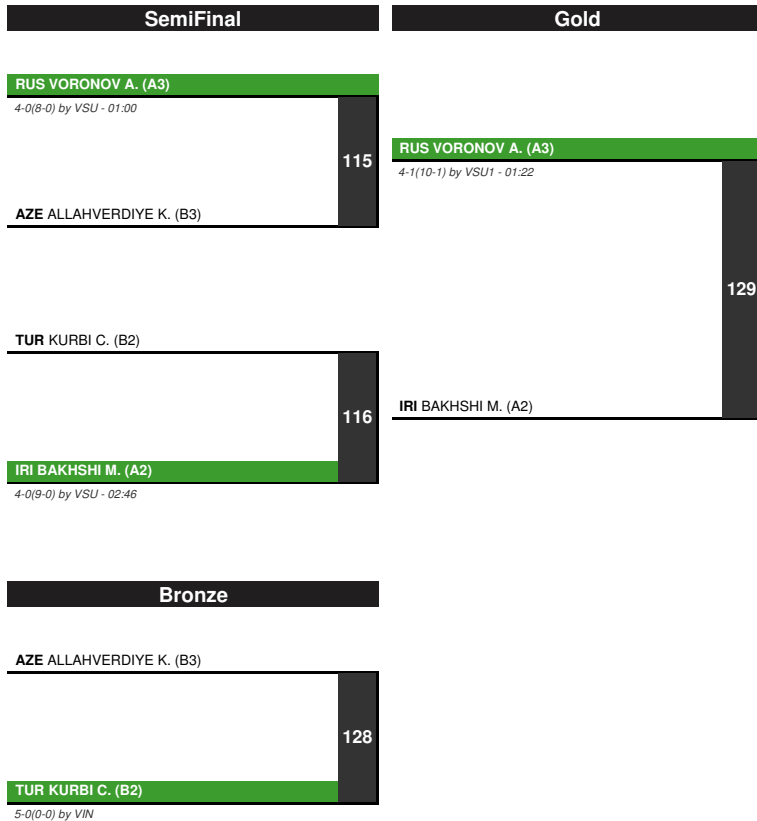 SemiFinal
Gold
RUS VORONOV A. (A3)
4-0(8-0) by VSU - 01:00
115
AZE ALLAHVERDIYE K. (B3)
RUS VORONOV A. (A3)
4-1(10-1) by VSU1 - 01:22
129
IRI BAKHSHI M. (A2)
TUR KURBI C. (B2)
116
IRI BAKHSHI M. (A2)
4-0(9-0) by VSU - 02:46
Bronze
AZE ALLAHVERDIYE K. (B3)
128
TUR KURBI C. (B2)
5-0(0-0) by VIN